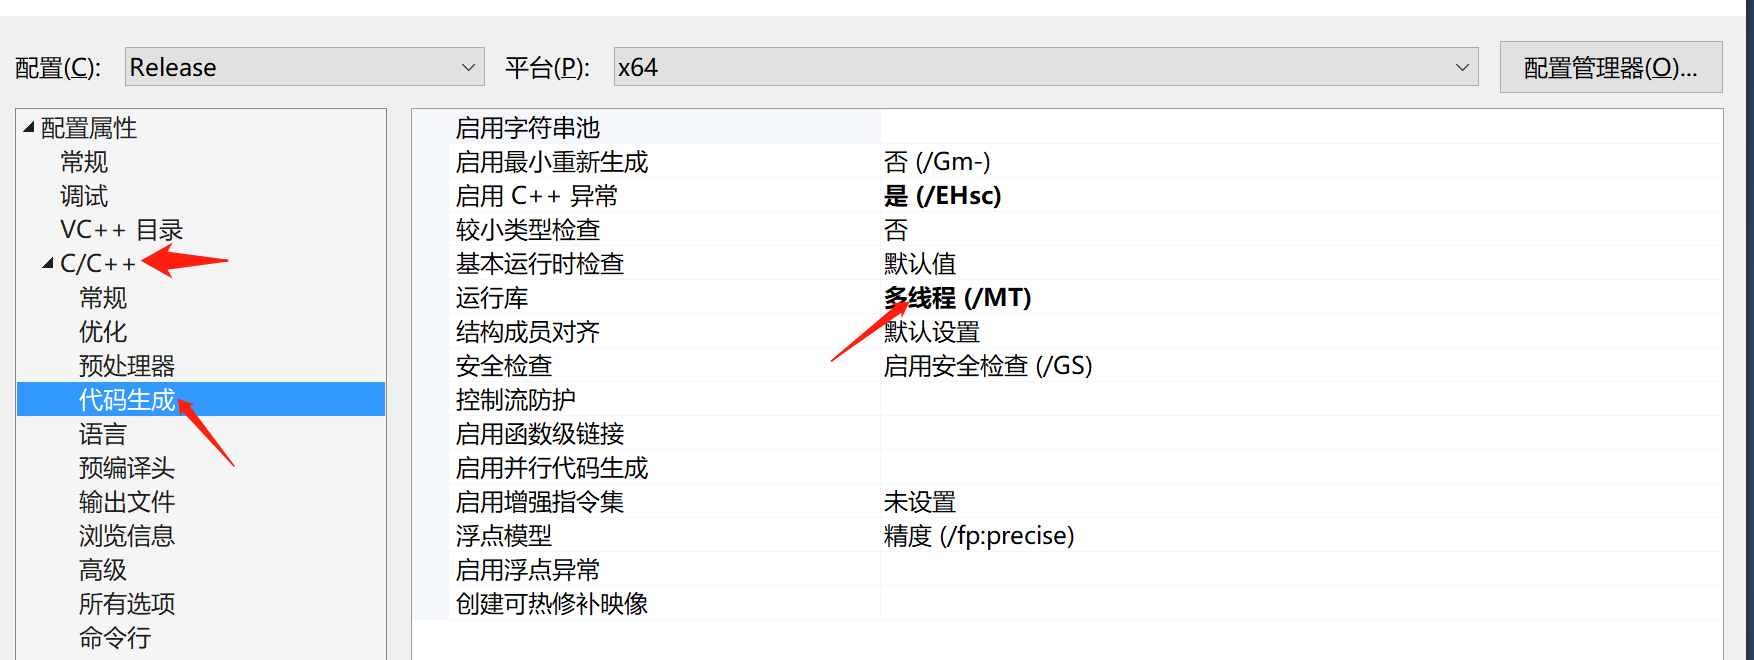 配置(C): Release 平台(P): x64 配置管理器(O)...
配置属性
常规
调试
VC++ 目录
C/C++
常规
优化
预处理器
代码生成
语言
预编译头
输出文件
浏览信息
高级
所有选项
命令行
启用字符串池
启用最小重新生成 否 (/Gm-)
启用 C++ 异常 是 (/EHsc)
较小类型检查 否
基本运行时检查 默认值
运行库 多线程 (/MT)
结构成员对齐 默认设置
安全检查 启用安全检查 (/GS)
控制流防护
启用函数级链接
启用并行代码生成
启用增强指令集 未设置
浮点模型 精度 (/fp:precise)
启用浮点异常
创建可热修补映像